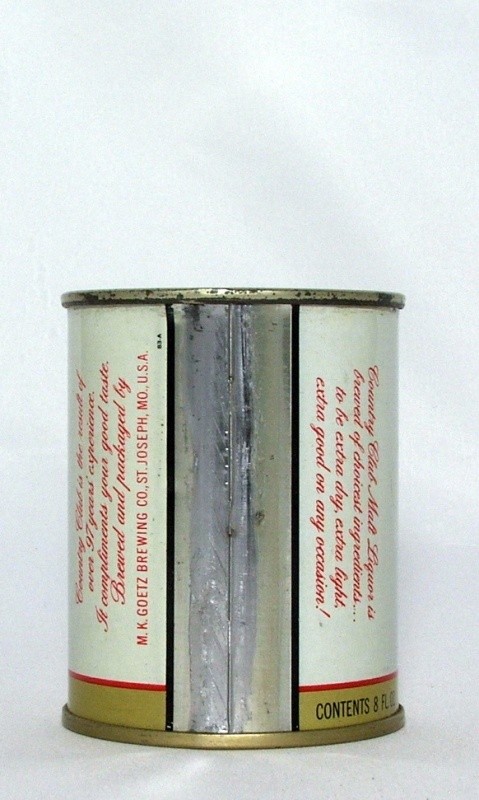 Country Club is the result of
over 97 years' experience.
It compliments your good taste.
Brewed and packaged by
M. K. GOETZ BREWING CO., ST. JOSEPH, MO., U.S.A.
Country Club Malt Liquor is
brewed of choicest ingredients...
to be extra dry, extra light,
extra good on any occasion!
CONTENTS 8 FL